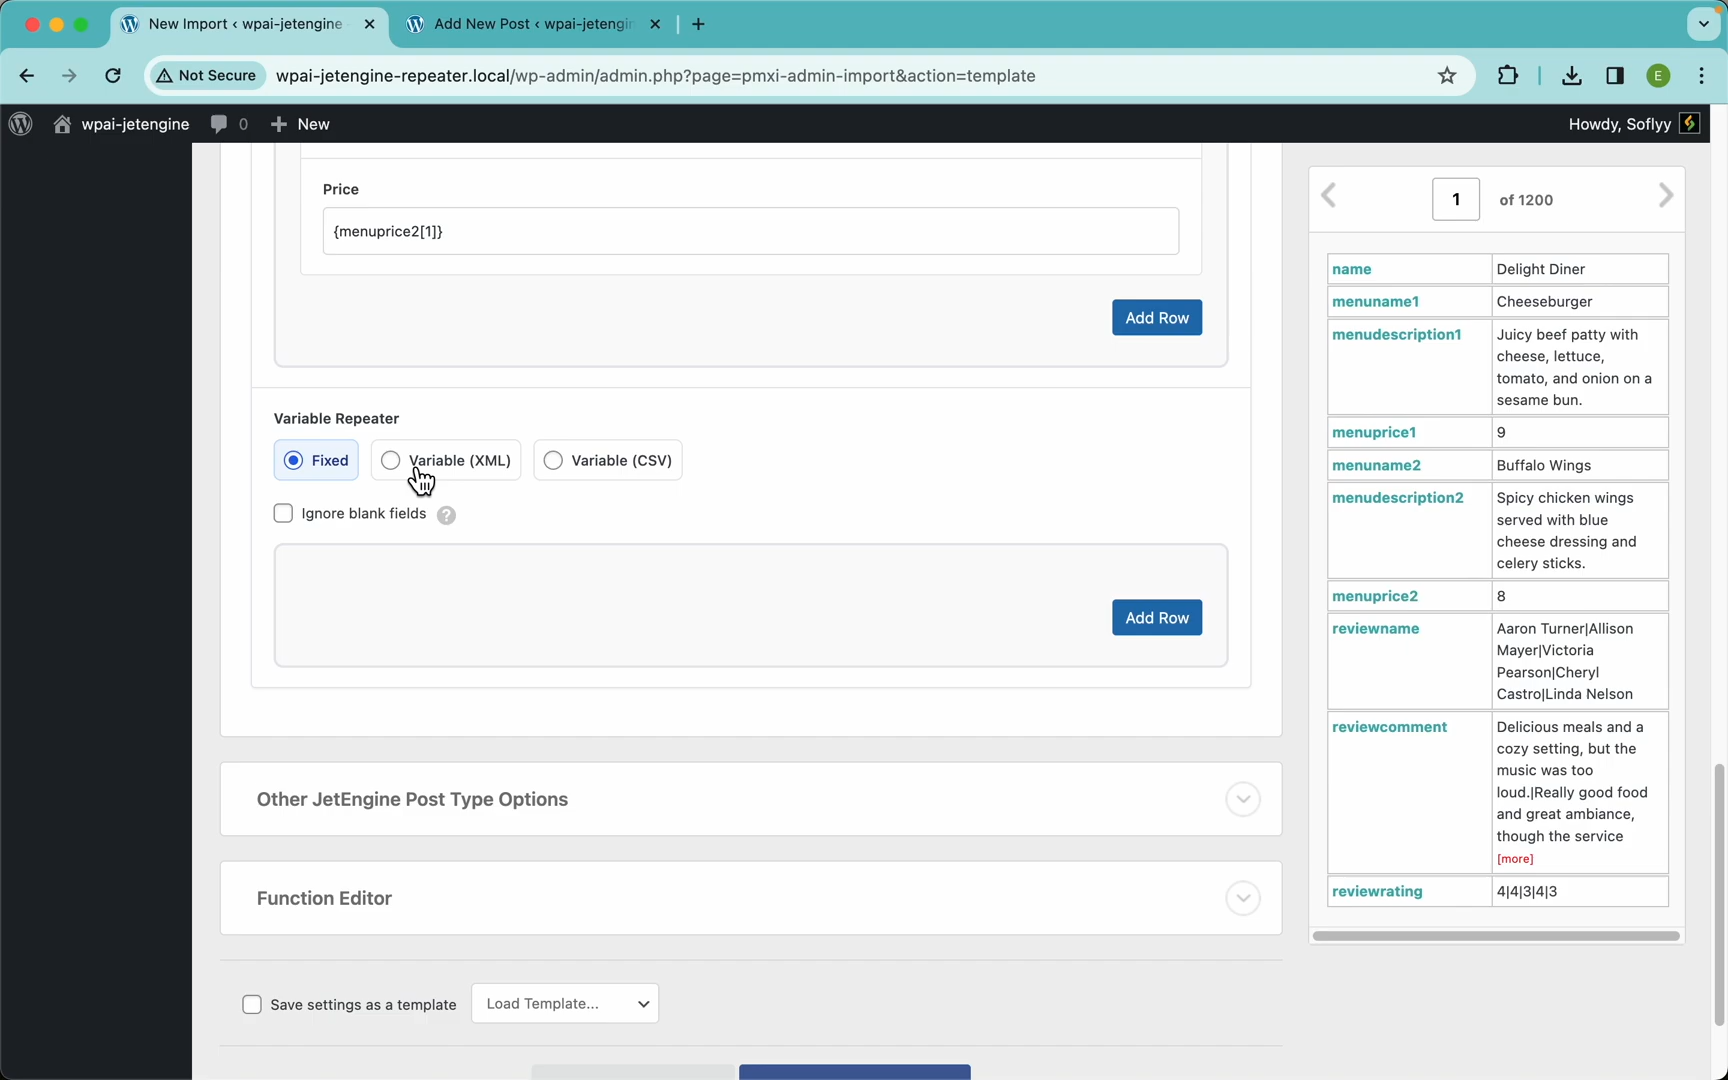 New Import ‹ wpai-jetengine
Add New Post ‹ wpai-jetengin
Not Secure
wpai-jetengine-repeater.local/wp-admin/admin.php?page=pmxi-admin-import&action=template
E
wpai-jetengine
0
New
Howdy, Soflyy
Price
{menuprice2[1]}
Add Row
Variable Repeater
Fixed
Variable (XML)
Variable (CSV)
Ignore blank fields
?
Add Row
Other JetEngine Post Type Options
Function Editor
Save settings as a template
Load Template...
1
of 1200
name
Delight Diner
menuname1
Cheeseburger
menudescription1
Juicy beef patty with
cheese, lettuce,
tomato, and onion on a
sesame bun.
menuprice1
9
menuname2
Buffalo Wings
menudescription2
Spicy chicken wings
served with blue
cheese dressing and
celery sticks.
menuprice2
8
reviewname
Aaron Turner|Allison
Mayer|Victoria
Pearson|Cheryl
Castro|Linda Nelson
reviewcomment
Delicious meals and a
cozy setting, but the
music was too
loud.|Really good food
and great ambiance,
though the service
[more]
reviewrating
4|4|3|4|3